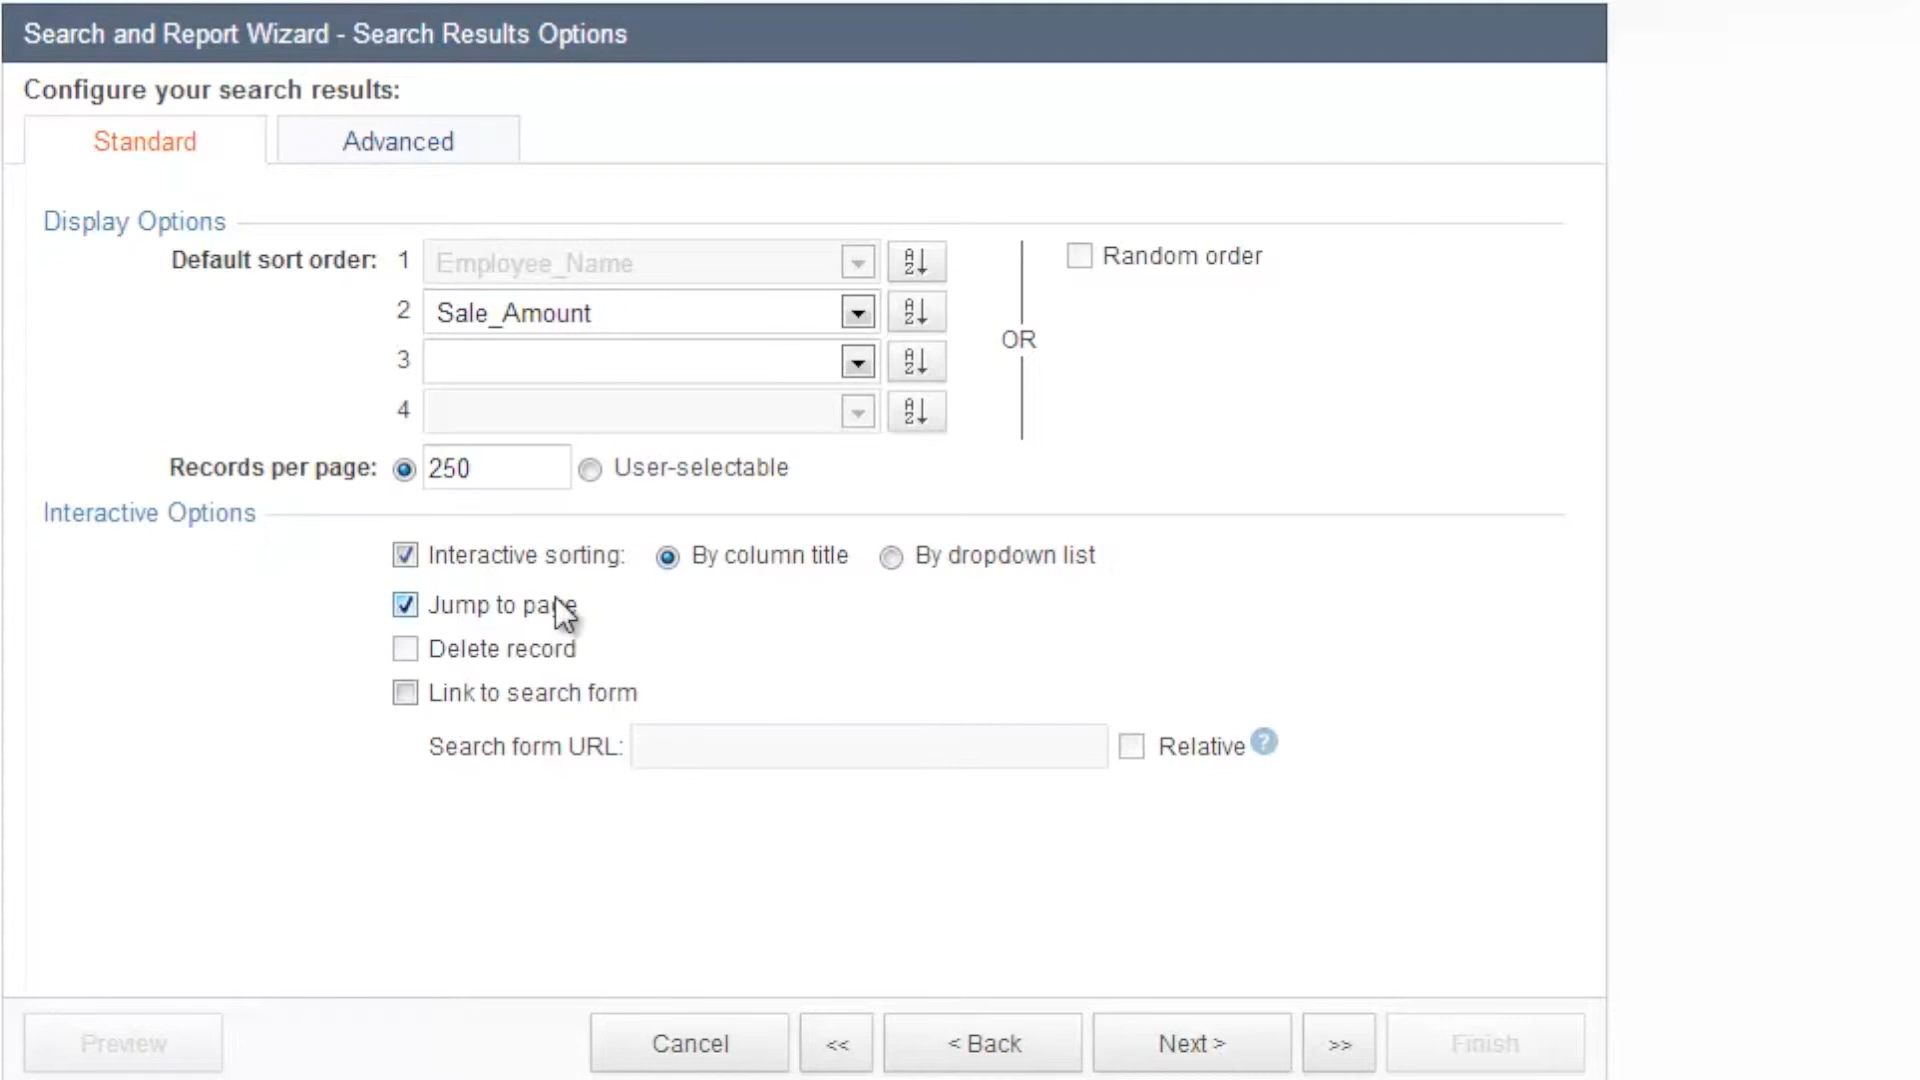 Search and Report Wizard - Search Results Options
Configure your search results:
Standard Advanced
Display Options
Default sort order: 1 Employee_Name A Z Random order
2 Sale_Amount A Z
OR
3 A Z
4 A Z
Records per page: 250 User-selectable
Interactive Options
Interactive sorting: By column title By dropdown list
Jump to page
Delete record
Link to search form
Search form URL: Relative ?
Preview Cancel << < Back Next > >> Finish